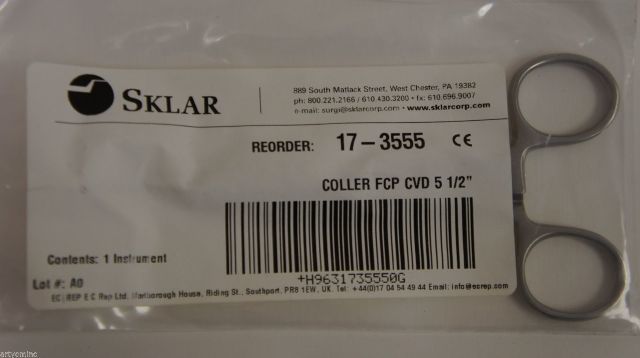 SKLAR
889 South Matlack Street, West Chester, PA 19382
ph: 800.221.2166 / 610.430.3200 • fx: 610.696.9007
e-mail: surgi@sklarcorp.com • www.sklarcorp.com
REORDER: 17-3555 CE
COLLER FCP CVD 5 1/2"
Contents: 1 Instrument
+H9631735550G
Lot #: A0
EC REP E C Rep Ltd. Marlborough House, Riding St., Southport, PR8 1EW, UK. Tel: +44(0)17 04 54 49 44 Email: info@ecrep.com
artyominc